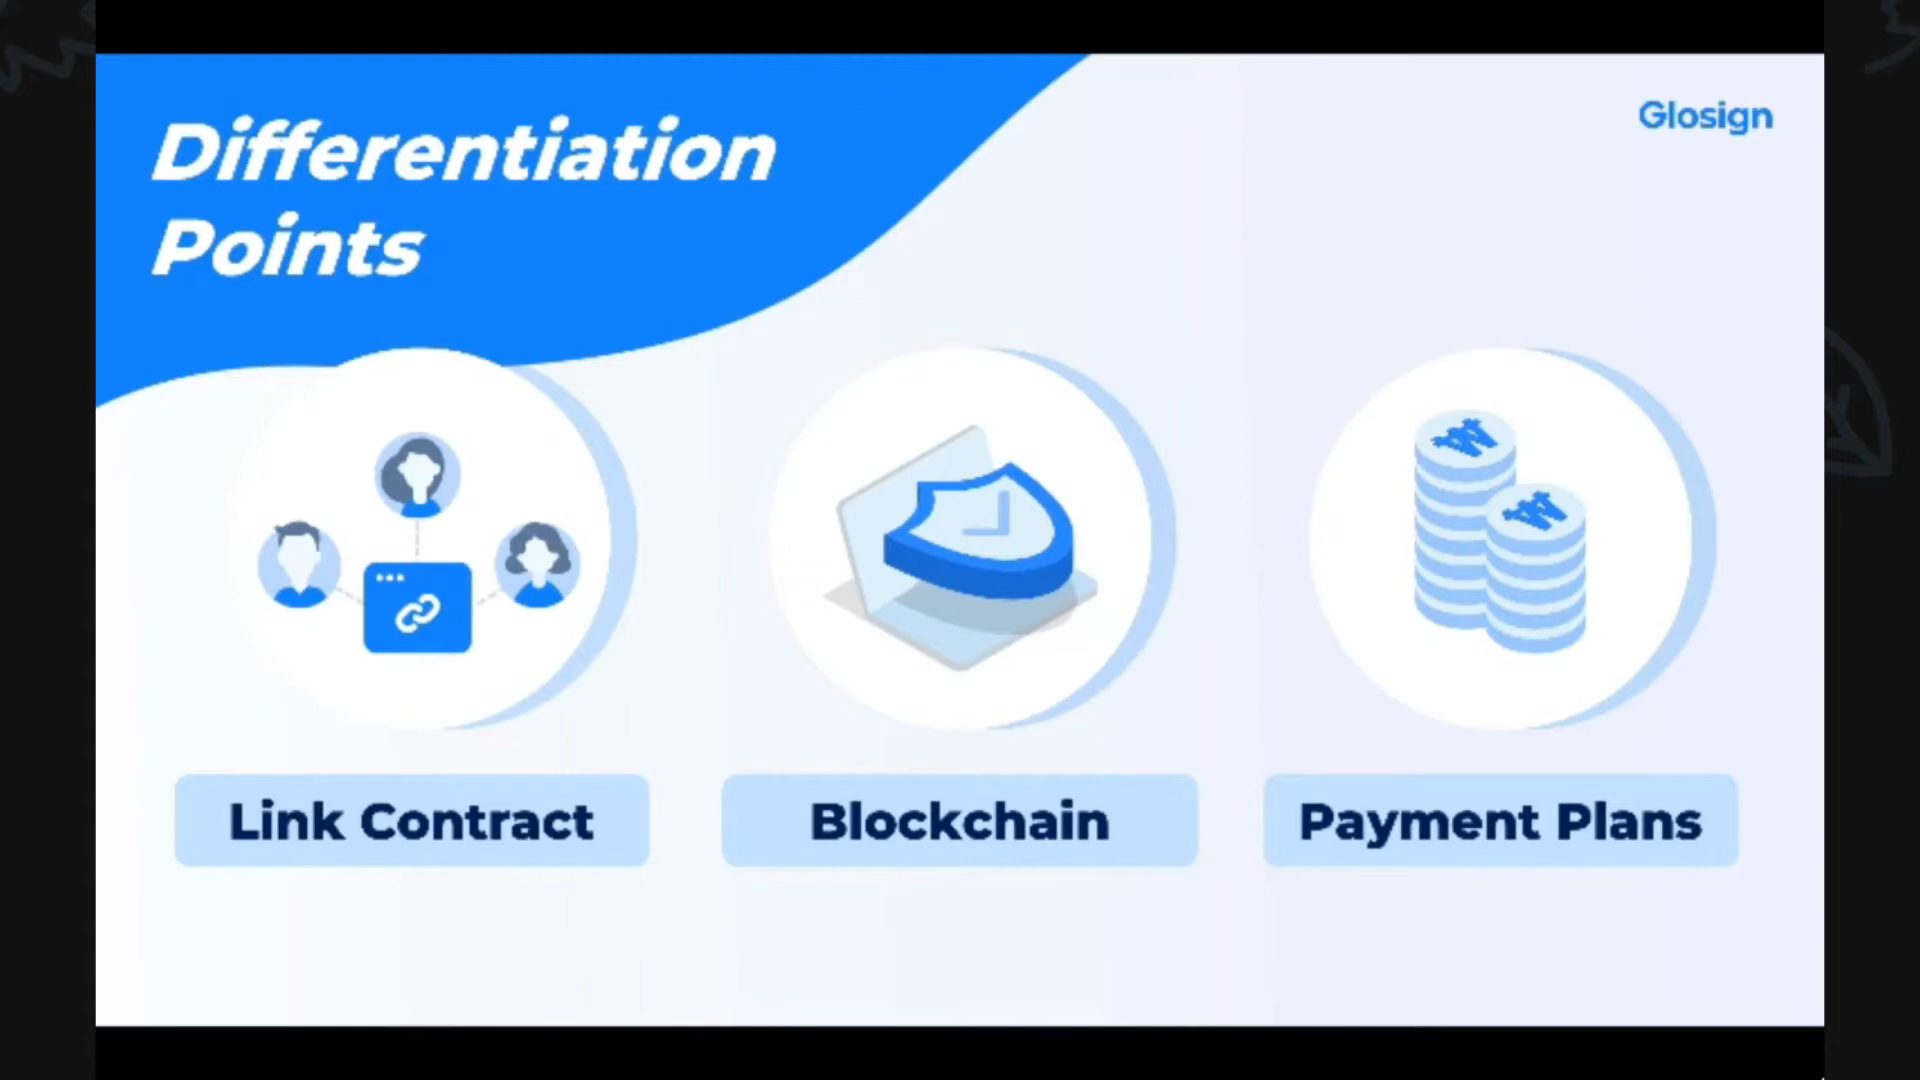 Differentiation
Points
Glosign
₩
₩
Link Contract
Blockchain
Payment Plans